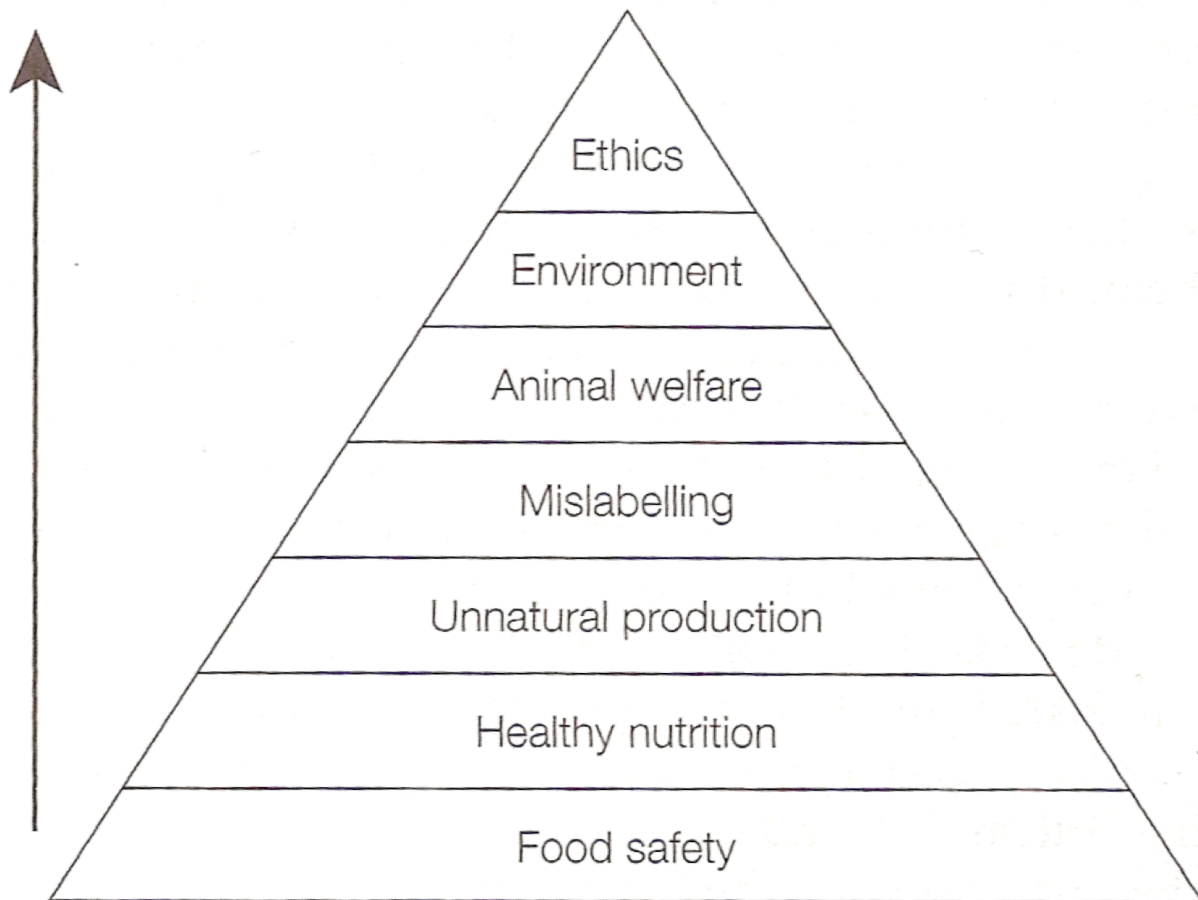 Ethics
Environment
Animal welfare
Mislabelling
Unnatural production
Healthy nutrition
Food safety